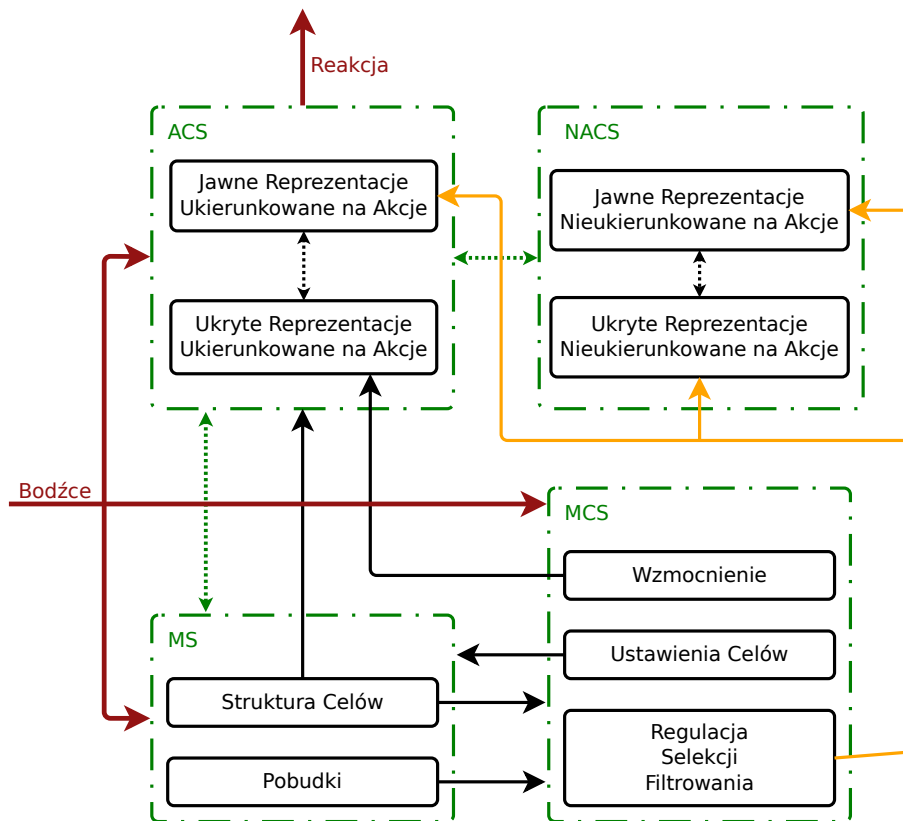 Reakcja
ACS
Jawne Reprezentacje
Ukierunkowane na Akcje
Ukryte Reprezentacje
Ukierunkowane na Akcje
NACS
Jawne Reprezentacje
Nieukierunkowane na Akcje
Ukryte Reprezentacje
Nieukierunkowane na Akcje
Bodźce
MS
Struktura Celów
Pobudki
MCS
Wzmocnienie
Ustawienia Celów
Regulacja
Selekcji
Filtrowania